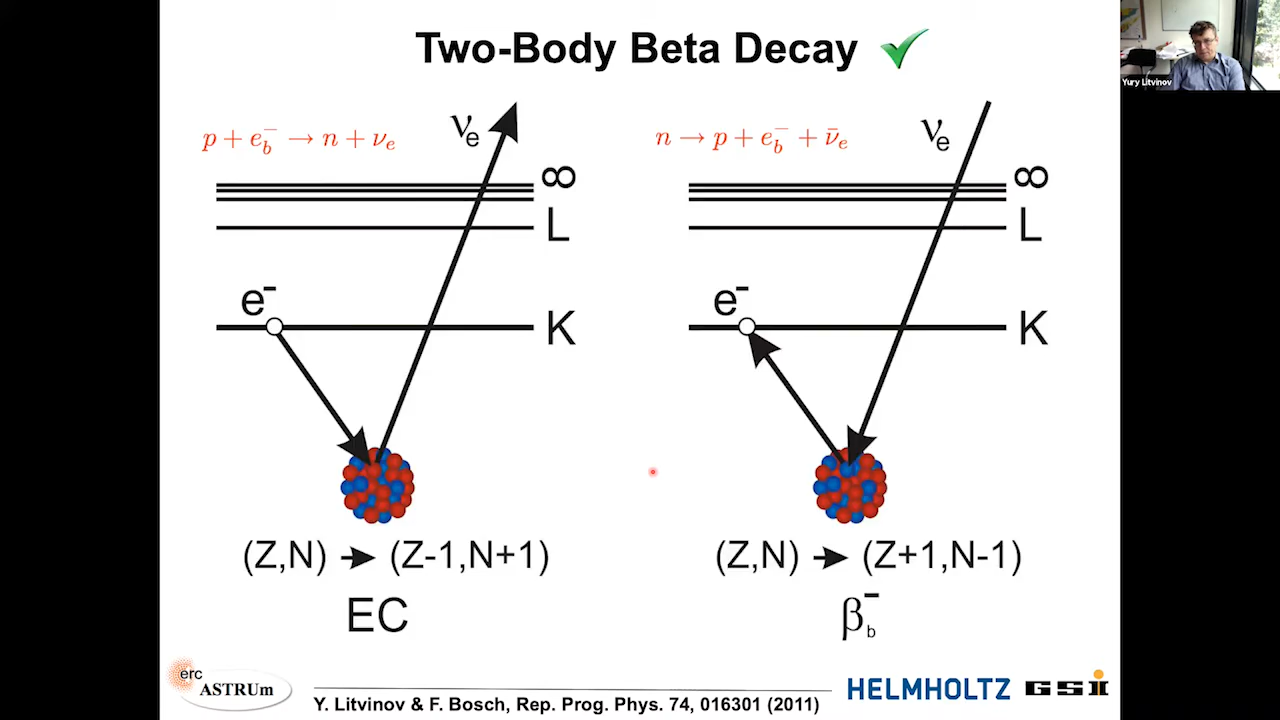 Two-Body Beta Decay
Yury Litvinov
p + e_b^- → n + ν_e
ν_e
∞
L
e^-
K
(Z,N) → (Z-1,N+1)
EC
n → p + e_b^- + ν̄_e
ν_e
∞
L
e^-
K
(Z,N) → (Z+1,N-1)
β_b^-
erc
ASTRUm
Y. Litvinov & F. Bosch, Rep. Prog. Phys. 74, 016301 (2011)
HELMHOLTZ
GSI